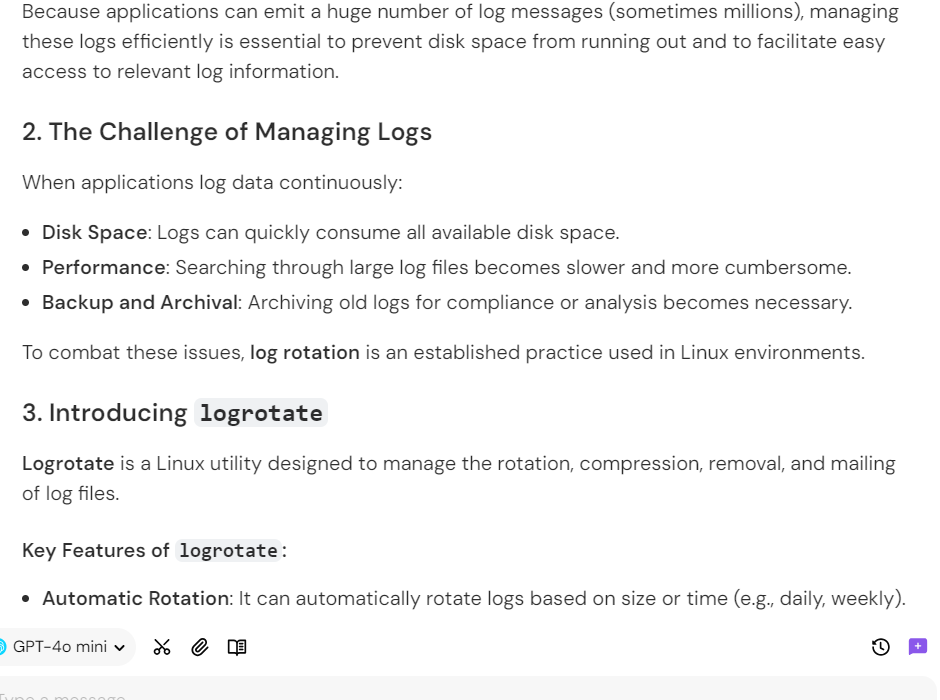 Because applications can emit a huge number of log messages (sometimes millions), managing
these logs efficiently is essential to prevent disk space from running out and to facilitate easy
access to relevant log information.
2. The Challenge of Managing Logs
When applications log data continuously:
• Disk Space: Logs can quickly consume all available disk space.
• Performance: Searching through large log files becomes slower and more cumbersome.
• Backup and Archival: Archiving old logs for compliance or analysis becomes necessary.
To combat these issues, log rotation is an established practice used in Linux environments.
3. Introducing logrotate
Logrotate is a Linux utility designed to manage the rotation, compression, removal, and mailing
of log files.
Key Features of logrotate:
• Automatic Rotation: It can automatically rotate logs based on size or time (e.g., daily, weekly).
GPT-4o mini
Type a message